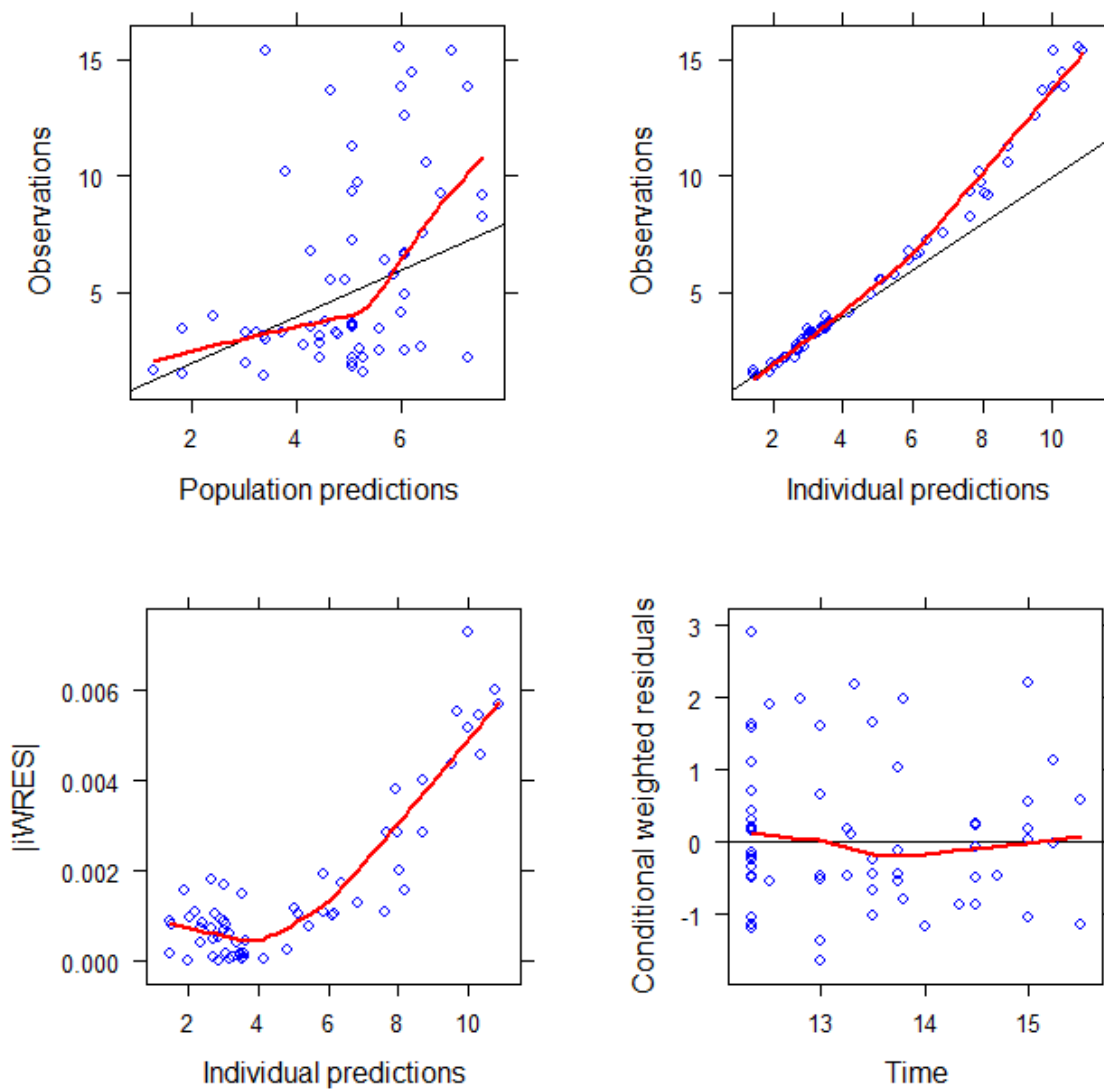 15
10
5
Observations
2 4 6
Population predictions
15
10
5
Observations
2 4 6 8 10
Individual predictions
0.006
0.004
0.002
0.000
|iWRES|
2 4 6 8 10
Individual predictions
3
2
1
0
-1
Conditional weighted residuals
13 14 15
Time